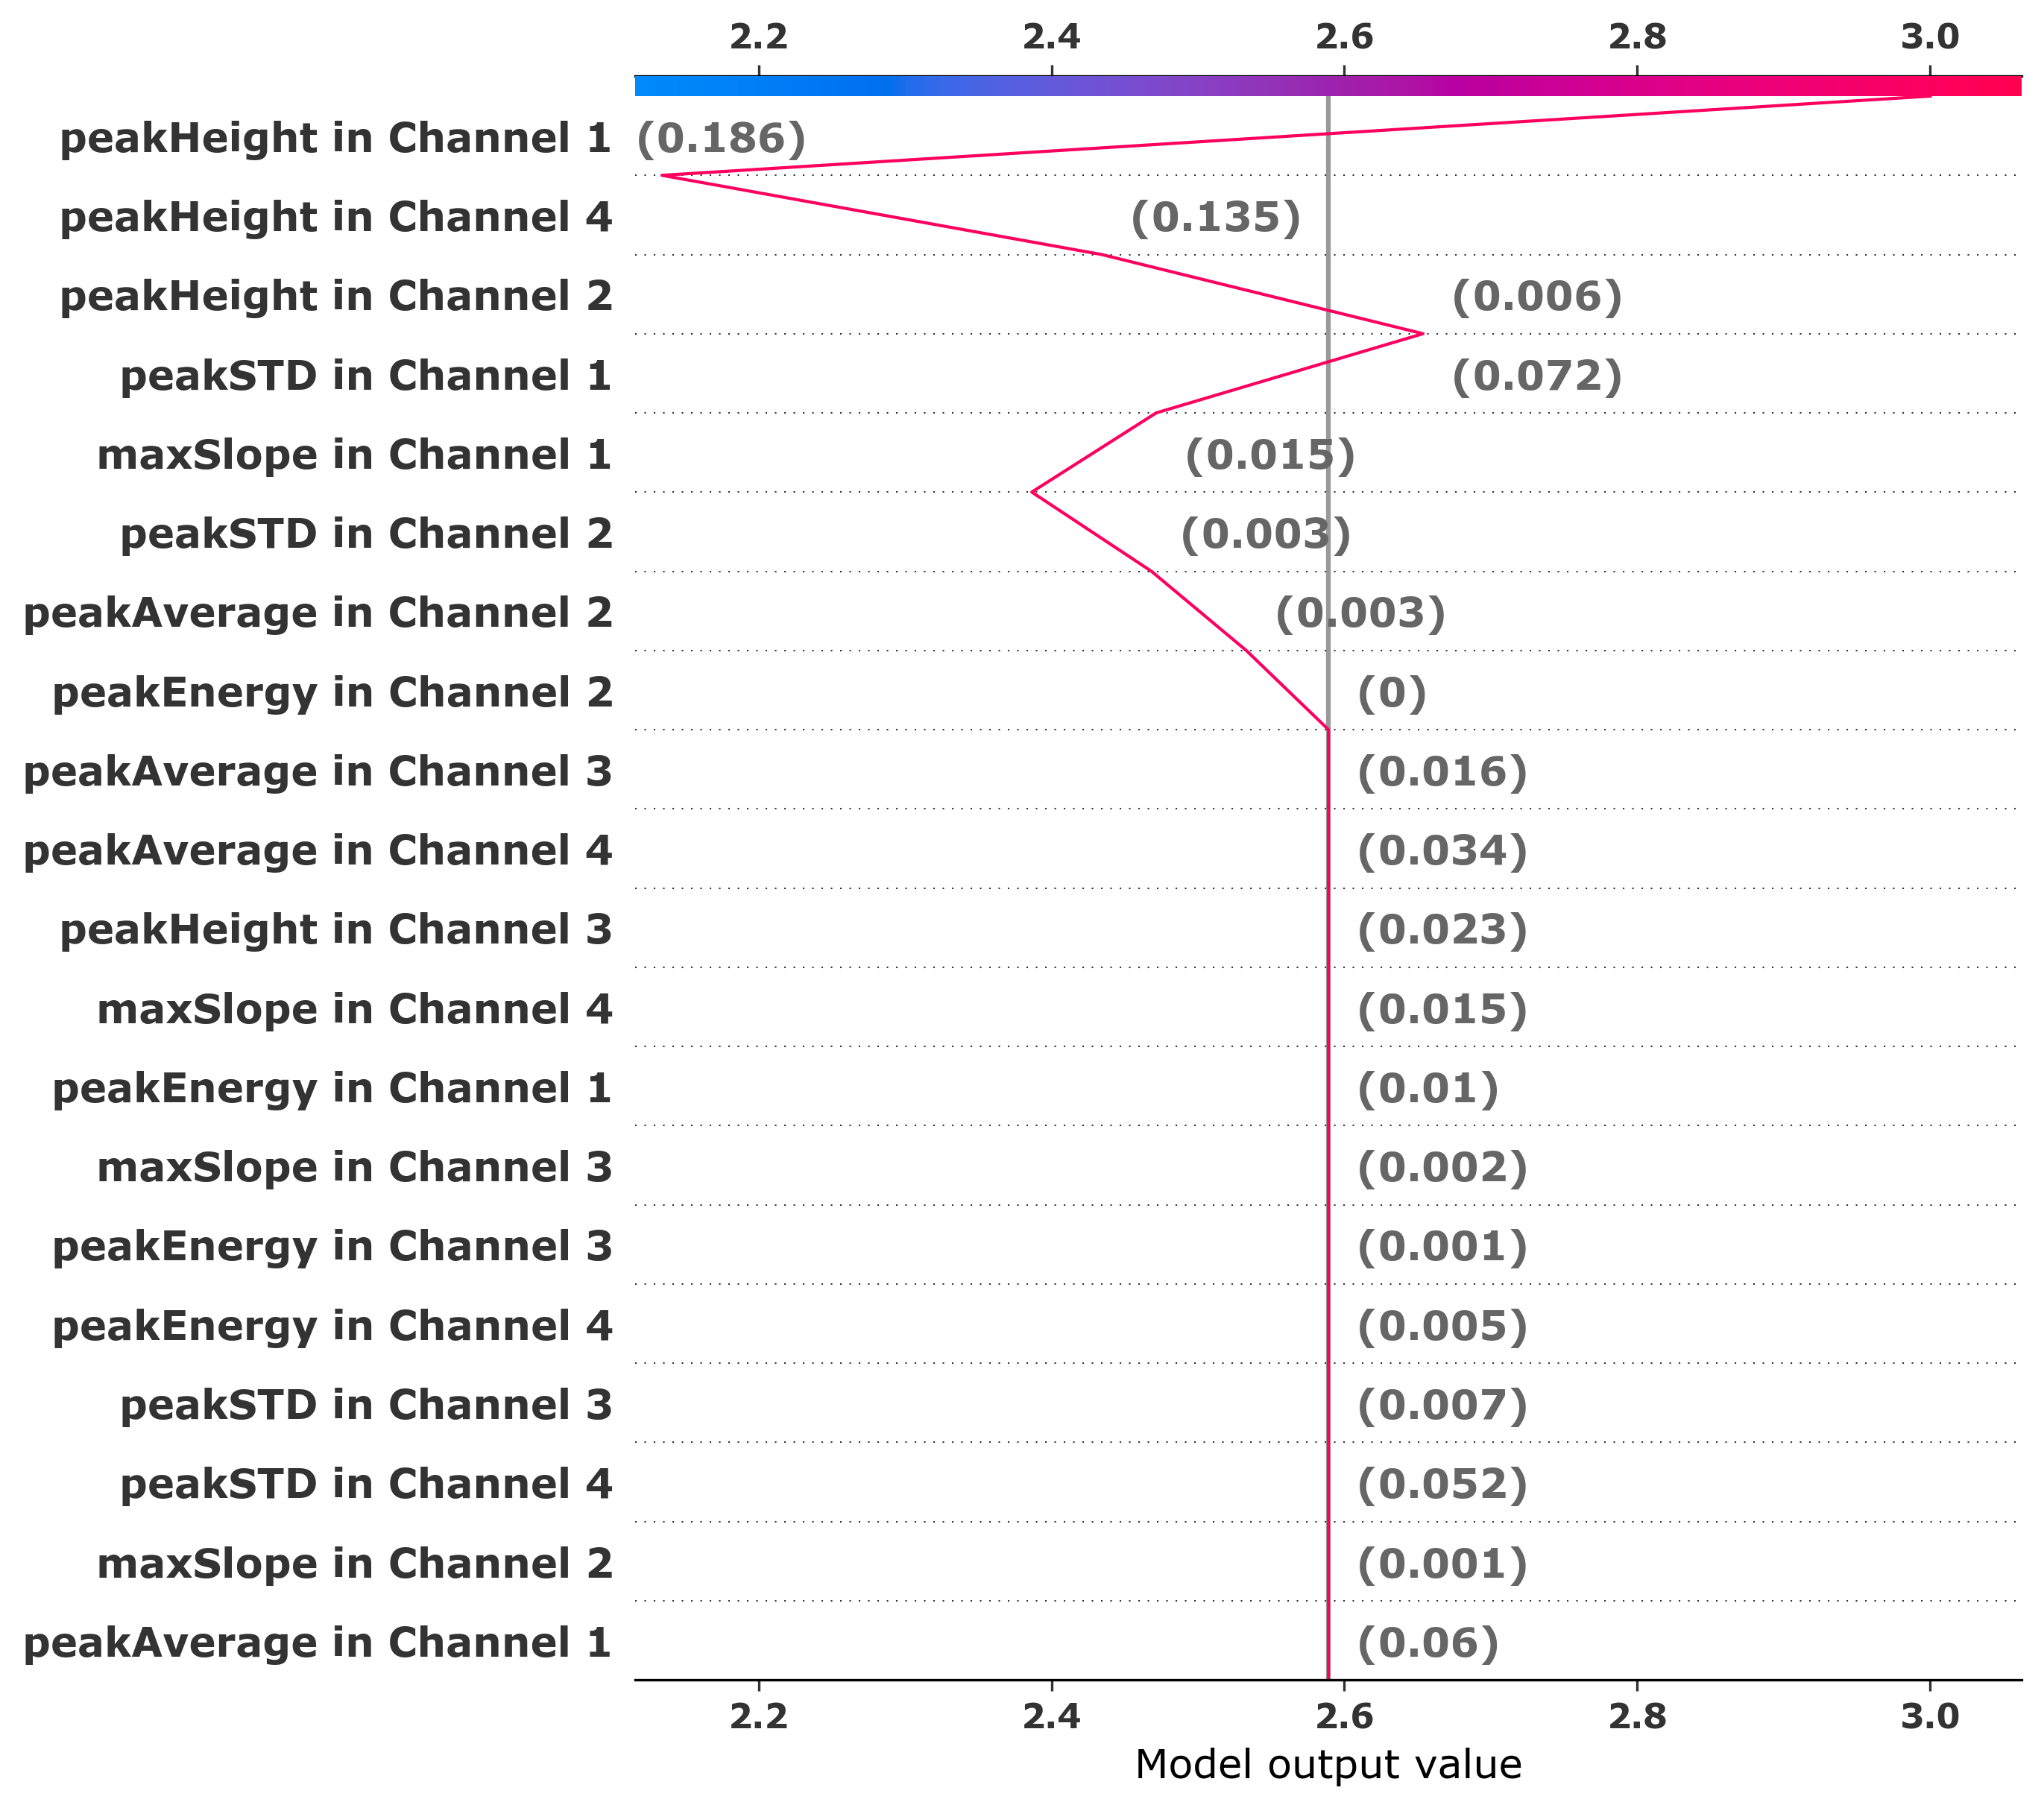 2.2 2.4 2.6 2.8 3.0
peakHeight in Channel 1 (0.186)
peakHeight in Channel 4 (0.135)
peakHeight in Channel 2 (0.006)
peakSTD in Channel 1 (0.072)
maxSlope in Channel 1 (0.015)
peakSTD in Channel 2 (0.003)
peakAverage in Channel 2 (0.003)
peakEnergy in Channel 2 (0)
peakAverage in Channel 3 (0.016)
peakAverage in Channel 4 (0.034)
peakHeight in Channel 3 (0.023)
maxSlope in Channel 4 (0.015)
peakEnergy in Channel 1 (0.01)
maxSlope in Channel 3 (0.002)
peakEnergy in Channel 3 (0.001)
peakEnergy in Channel 4 (0.005)
peakSTD in Channel 3 (0.007)
peakSTD in Channel 4 (0.052)
maxSlope in Channel 2 (0.001)
peakAverage in Channel 1 (0.06)
2.2 2.4 2.6 2.8 3.0
Model output value